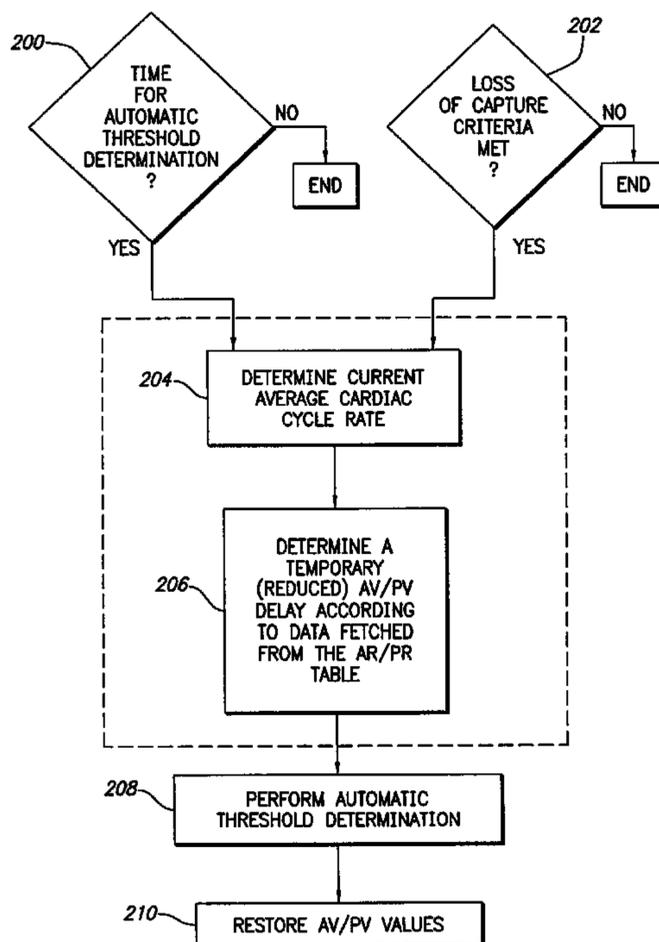 200
TIME
FOR
AUTOMATIC
THRESHOLD
DETERMINATION
?
NO
END
YES
202
LOSS
OF CAPTURE
CRITERIA
MET
?
NO
END
YES
204
DETERMINE CURRENT
AVERAGE CARDIAC
CYCLE RATE
206
DETERMINE A
TEMPORARY
(REDUCED) AV/PV
DELAY ACCORDING
TO DATA FETCHED
FROM THE AR/PR
TABLE
208
PERFORM AUTOMATIC
THRESHOLD DETERMINATION
210
RESTORE AV/PV VALUES